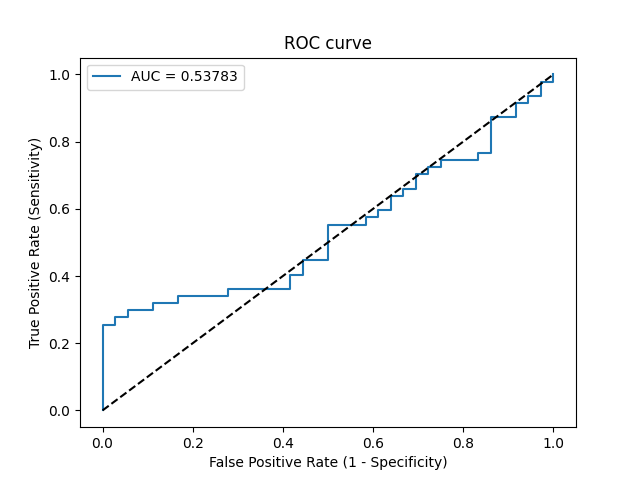 ROC curve
AUC = 0.53783
True Positive Rate (Sensitivity)
1.0
0.8
0.6
0.4
0.2
0.0
0.0 0.2 0.4 0.6 0.8 1.0
False Positive Rate (1 - Specificity)